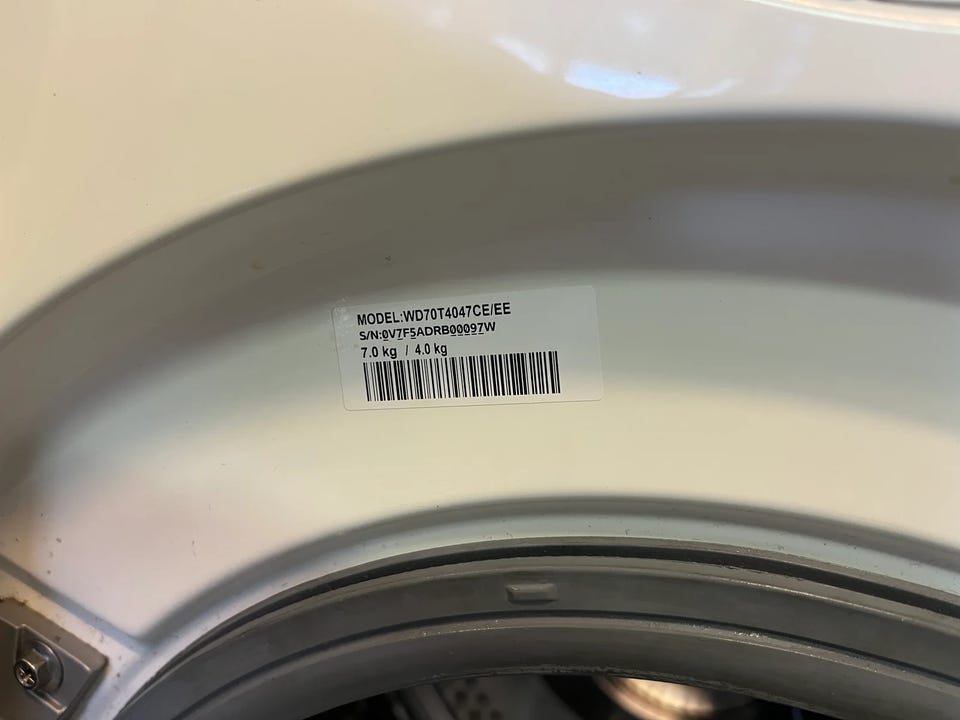 MODEL:WD70T4047CE/EE
S/N:0V7F5ADRB00097W
7.0 kg / 4.0 kg